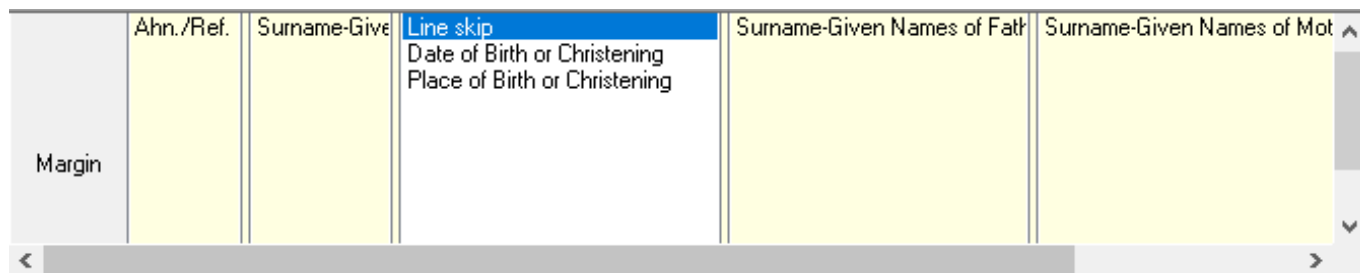 Ahn./Ref.
Surname-Give
Line skip
Date of Birth or Christening
Place of Birth or Christening
Surname-Given Names of Fath
Surname-Given Names of Mot
Margin